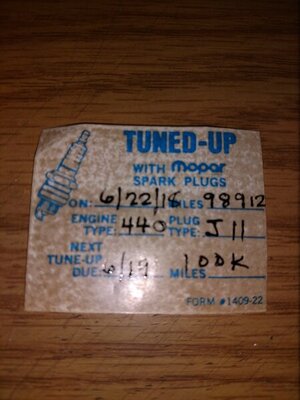 TUNED-UP
WITH mopar
SPARK PLUGS
ON: 6/22/18 MILES 98912
ENGINE TYPE: 440 PLUG TYPE: J11
NEXT
TUNE-UP
DUE: 6/19 MILES 100K
FORM #1409-22